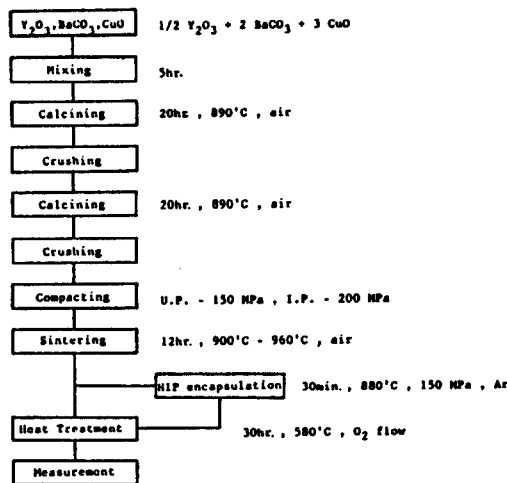 Y2O3,BaCO3,CuO 1/2 Y2O3 + 2 BaCO3 + 3 CuO
Mixing 5hr.
Calcining 20hr , 890°C , air
Crushing
Calcining 20hr. , 890°C , air
Crushing
Compacting U.P. - 150 MPa , I.P. - 200 MPa
Sintering 12hr. , 900°C - 960°C , air
HIP encapsulation 30min. , 880°C , 150 MPa , Ar
Heat Treatment 30hr. , 580°C , O2 flow
Measurement